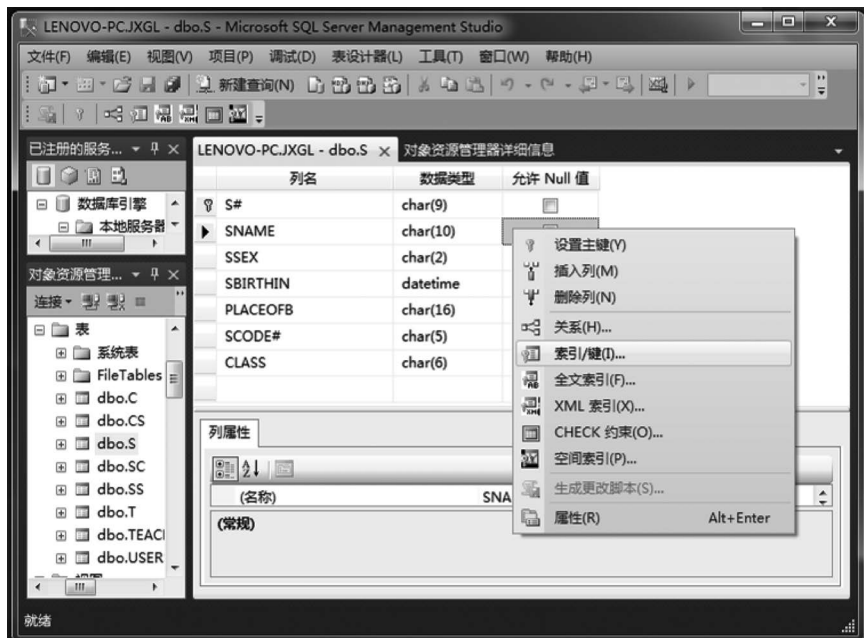 LENOVO-PC.JXGL - dbo.S - Microsoft SQL Server Management Studio
文件(F) 编辑(E) 视图(V) 项目(P) 调试(D) 表设计器(L) 工具(T) 窗口(W) 帮助(H)
新建查询(N)
已注册的服务...
数据库引擎
本地服务器
对象资源管理...
连接
表
系统表
FileTables
dbo.C
dbo.CS
dbo.S
dbo.SC
dbo.SS
dbo.T
dbo.TEACI
dbo.USER
LENOVO-PC.JXGL - dbo.S 对象资源管理器详细信息
列名 数据类型 允许 Null 值
S# char(9)
SNAME char(10)
SSEX char(2)
SBIRTHIN datetime
PLACEOFB char(16)
SCODE# char(5)
CLASS char(6)
设置主键(Y)
插入列(M)
删除列(N)
关系(H)...
索引/键(I)...
全文索引(F)...
XML 索引(X)...
CHECK 约束(O)...
空间索引(P)...
生成更改脚本(S)...
属性(R) Alt+Enter
列属性
(名称) SNA
(常规)
就绪